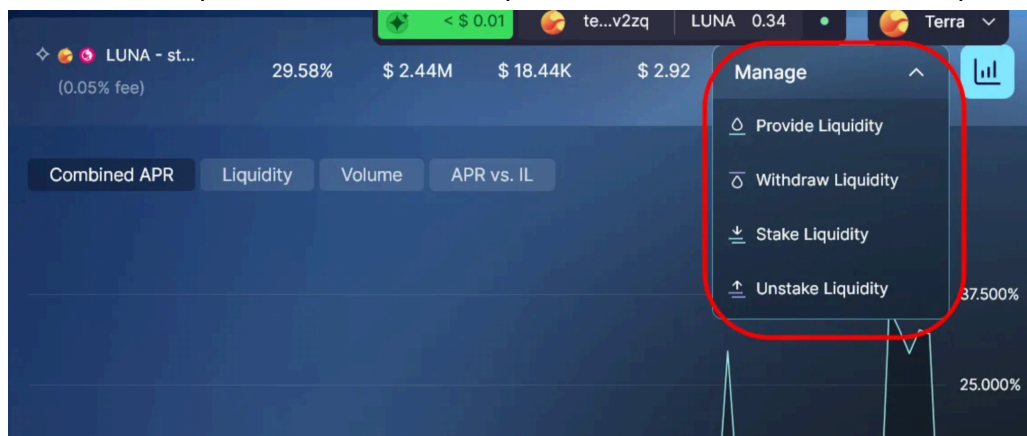 < $ 0.01 te...v2zq LUNA 0.34 Terra
LUNA - st... 29.58% $ 2.44M $ 18.44K $ 2.92 Manage
(0.05% fee)
Provide Liquidity
Combined APR Liquidity Volume APR vs. IL
Withdraw Liquidity
Stake Liquidity
Unstake Liquidity
37.500%
25.000%